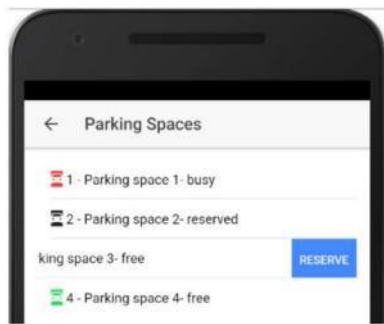 ← Parking Spaces
1 - Parking space 1- busy
2 - Parking space 2- reserved
king space 3- free RESERVE
4 - Parking space 4- free